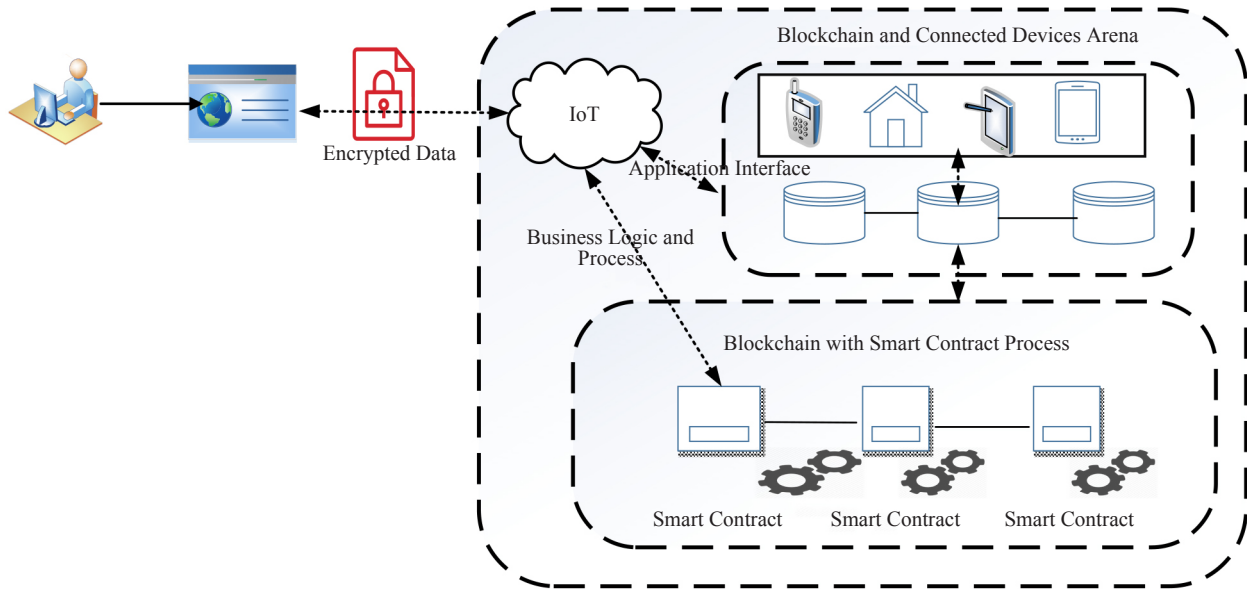 Blockchain and Connected Devices Arena
IoT
Encrypted Data
Application Interface
Business Logic and
Process
Blockchain with Smart Contract Process
Smart Contract
Smart Contract
Smart Contract